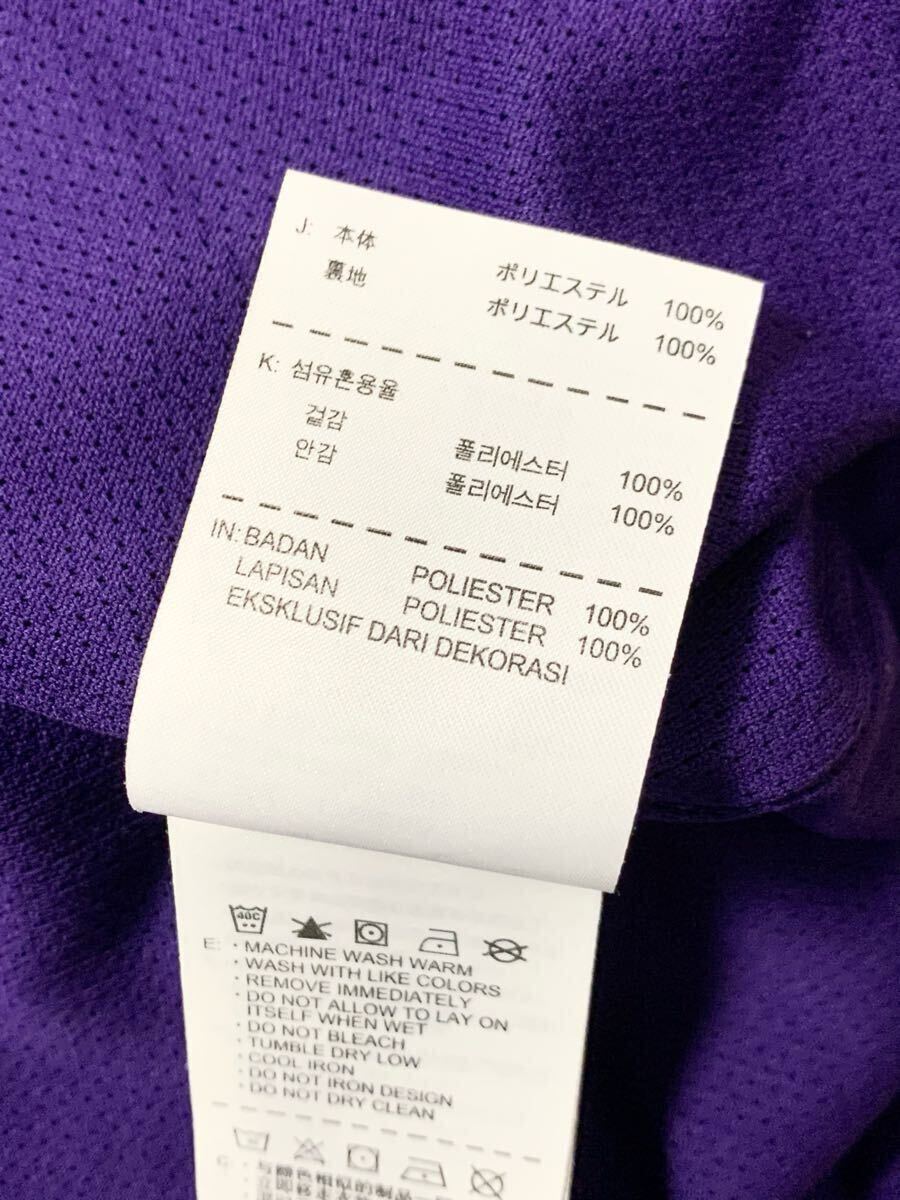 J: 本体 ポリエステル 100%
裏地 ポリエステル 100%
K: 섬유혼용율
겉감 폴리에스터 100%
안감 폴리에스터 100%
IN: BADAN POLIESTER 100%
LAPISAN POLIESTER 100%
EKSKLUSIF DARI DEKORASI
40C
E: · MACHINE WASH WARM
· WASH WITH LIKE COLORS
· REMOVE IMMEDIATELY
· DO NOT ALLOW TO LAY ON
ITSELF WHEN WET
· DO NOT BLEACH
· TUMBLE DRY LOW
· COOL IRON
· DO NOT IRON DESIGN
· DO NOT DRY CLEAN